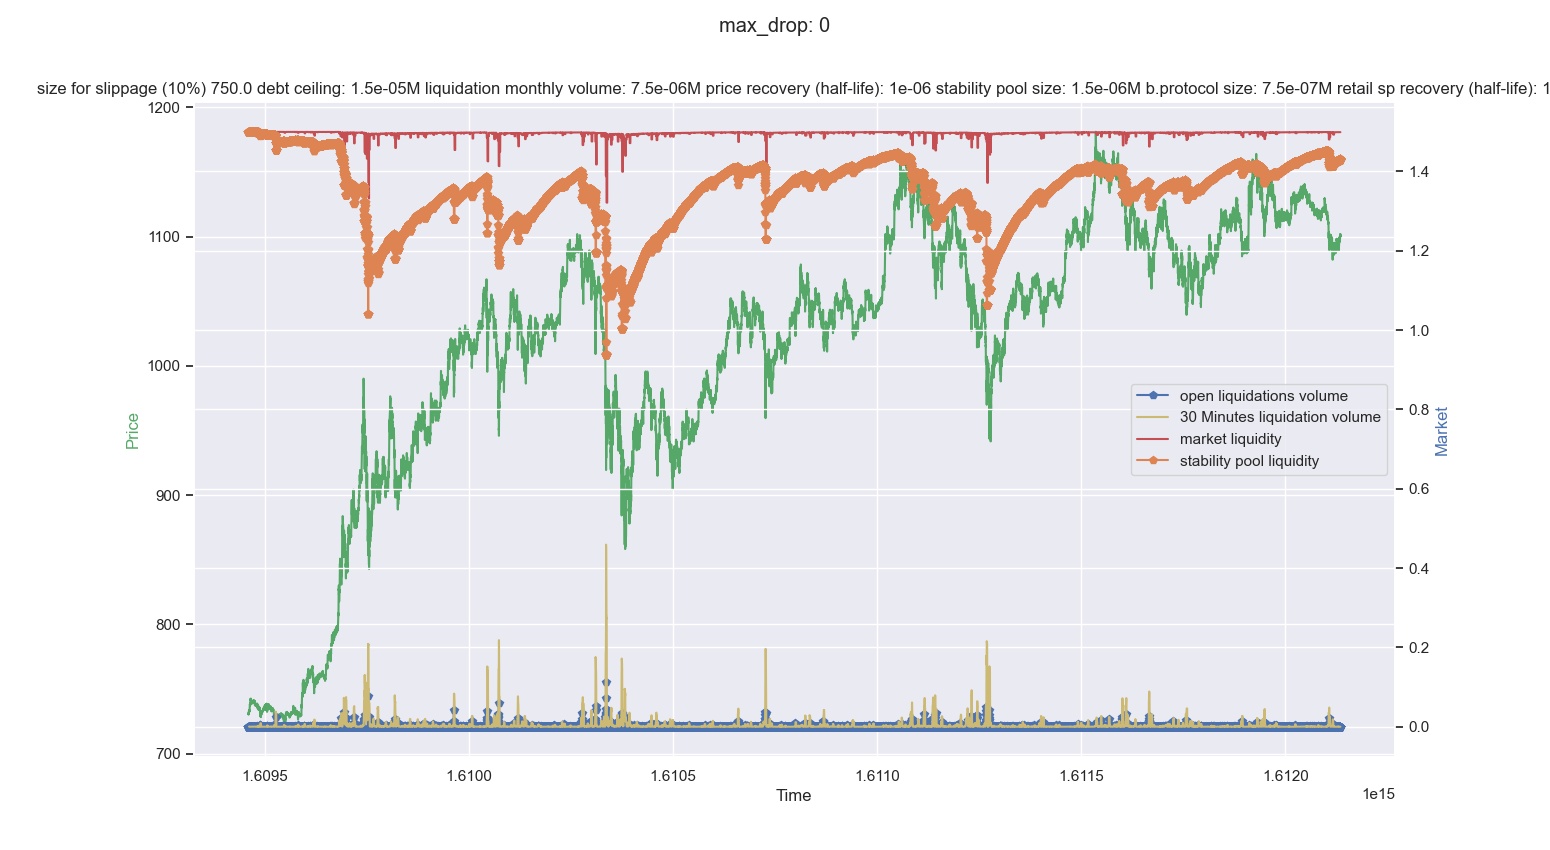 max_drop: 0
size for slippage (10%) 750.0 debt ceiling: 1.5e-05M liquidation monthly volume: 7.5e-06M price recovery (half-life): 1e-06 stability pool size: 1.5e-06M b.protocol size: 7.5e-07M retail sp recovery (half-life): 1
1200
1100
1000
900
800
700
Price
1.4
1.2
1.0
0.8
0.6
0.4
0.2
0.0
Market
open liquidations volume
30 Minutes liquidation volume
market liquidity
stability pool liquidity
1.6095 1.6100 1.6105 1.6110 1.6115 1.6120
Time
1e15